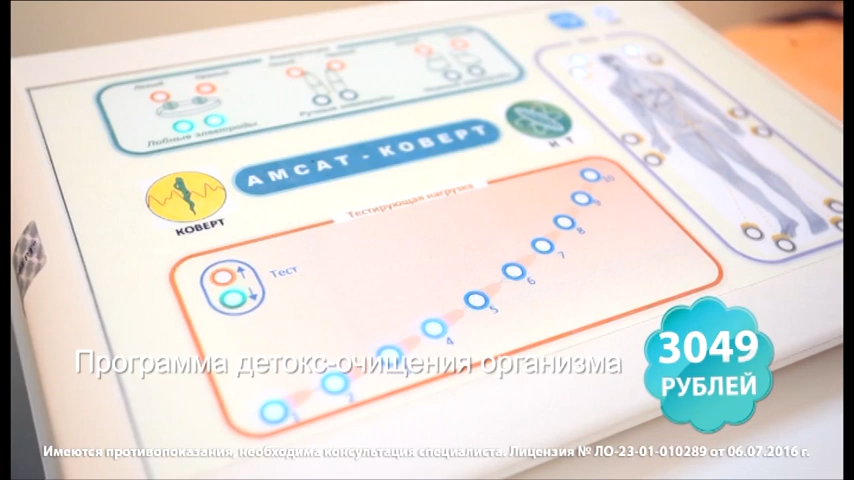 Лобные электроды
Ручные электроды
АМСАТ - КОВЕРТ
КОВЕРТ
Н Т
Тестирующая нагрузка
Тест
1
2
4
5
6
7
8
9
10
Программа детокс-очищения организма
3049
РУБЛЕЙ
Имеются противопоказания, необходима консультация специалиста. Лицензия № ЛО-23-01-010289 от 06.07.2016 г.